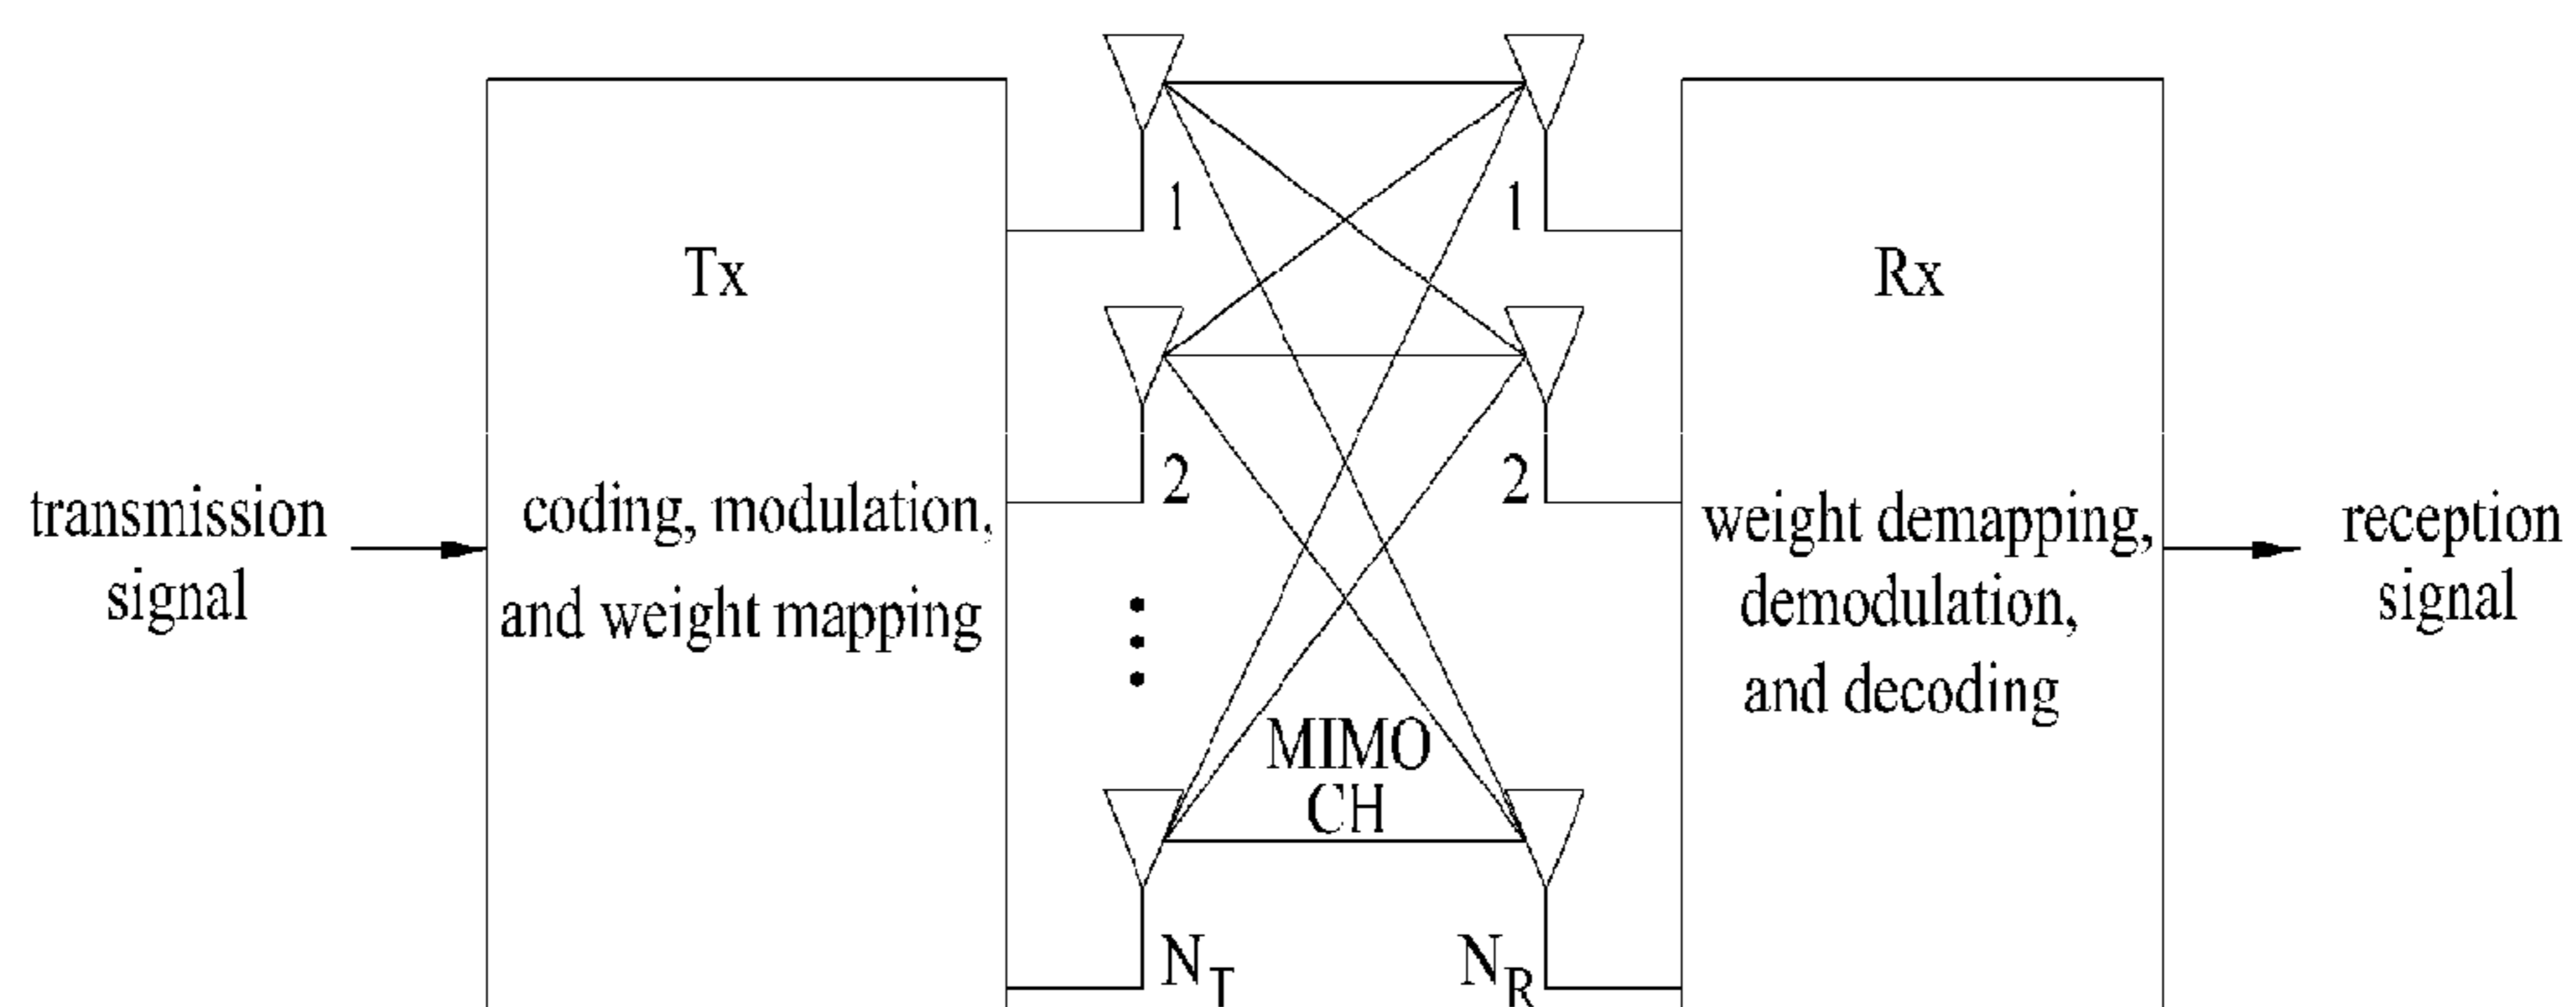 transmission
signal
Tx
coding, modulation,
and weight mapping
1
2
N_T
MIMO
CH
1
2
N_R
Rx
weight demapping,
demodulation,
and decoding
reception
signal